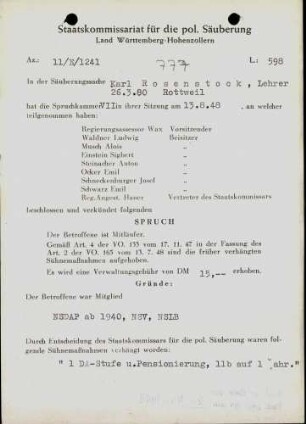 Staatskommissariat für die pol. Säuberung
Land Württemberg-Hohenzollern
Az.: 11/N/1241 777 L: 598
In der Säuberungssache Karl Rosenstock, Lehrer
26.3.80 Rottweil
hat die Spruchkammer VII in ihrer Sitzung am 13.8.48 , an welcher
teilgenommen haben:
Regierungsassessor Wax Vorsitzender
Waldner Ludwig Beisitzer
Musch Alois „
Einstein Sigbert „
Steinacher Anton „
Ocker Emil „
Schneckenburger Josef „
Schwarz Emil „
Reg.Angest. Hauer Vertreter des Staatskommissars
beschlossen und verkündet folgenden
SPRUCH
Der Betroffene ist Mitläufer.
Gemäß Art. 4 der VO. 133 vom 17. 11. 47 in der Fassung des
Art. 2 der VO. 165 vom 13. 7. 48 sind die früher verhängten
Sühnemaßnahmen aufgehoben.
Es wird eine Verwaltungsgebühr von DM 15,-- erhoben.
Gründe:
Der Betroffene war Mitglied
NSDAP ab 1940, NSV, NSLB
Durch Entscheidung des Staatskommissars für die pol. Säuberung waren fol-
gende Sühnemaßnahmen verhängt worden:
"1 DA-Stufe u.Pensionierung, 11b auf 1 Jahr."